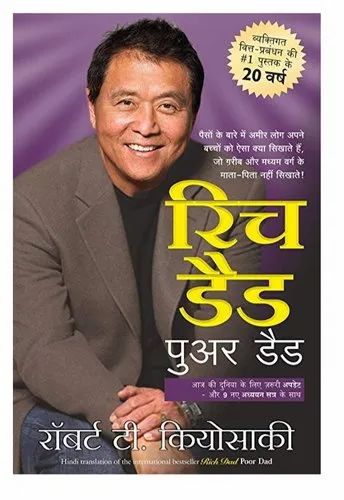 व्यक्तिगत
वित्त-प्रबंधन की
#1 पुस्तक के
20 वर्ष
पैसों के बारे में अमीर लोग अपने
बच्चों को ऐसा क्या सिखाते हैं,
जो ग़रीब और मध्यम वर्ग के
माता-पिता नहीं सिखाते!
रिच
डैड
पुअर डैड
आज की दुनिया के लिए ज़रूरी अपडेट
- और 9 नए अध्ययन सत्र के साथ
रॉबर्ट टी. कियोसाकी
Hindi translation of the international bestseller Rich Dad Poor Dad